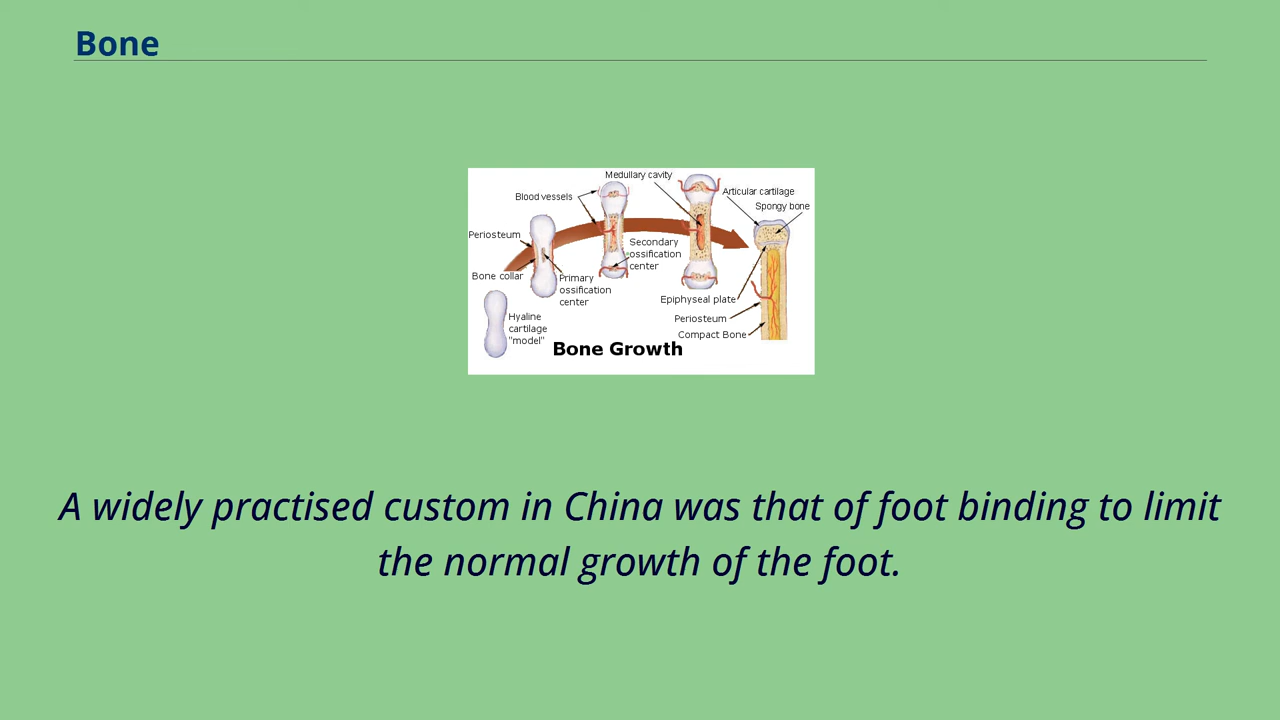 Bone
Medullary cavity
Blood vessels
Articular cartilage
Spongy bone
Periosteum
Secondary
ossification
center
Bone collar
Primary
ossification
center
Epiphyseal plate
Periosteum
Hyaline
cartilage
"model"
Compact Bone
Bone Growth
A widely practised custom in China was that of foot binding to limit
the normal growth of the foot.